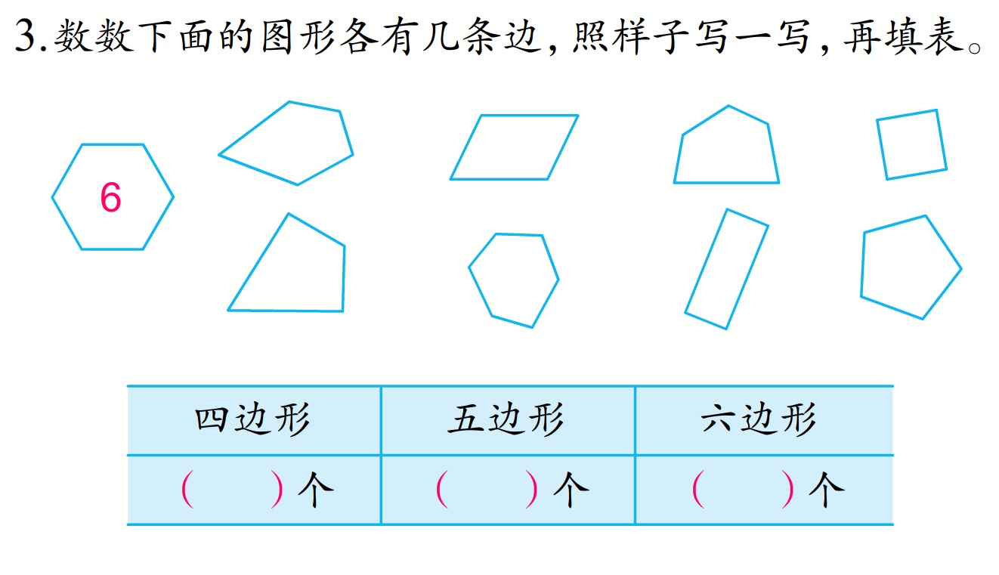 3.数数下面的图形各有几条边,照样子写一写,再填表。
6
四边形 五边形 六边形
( )个 ( )个 ( )个